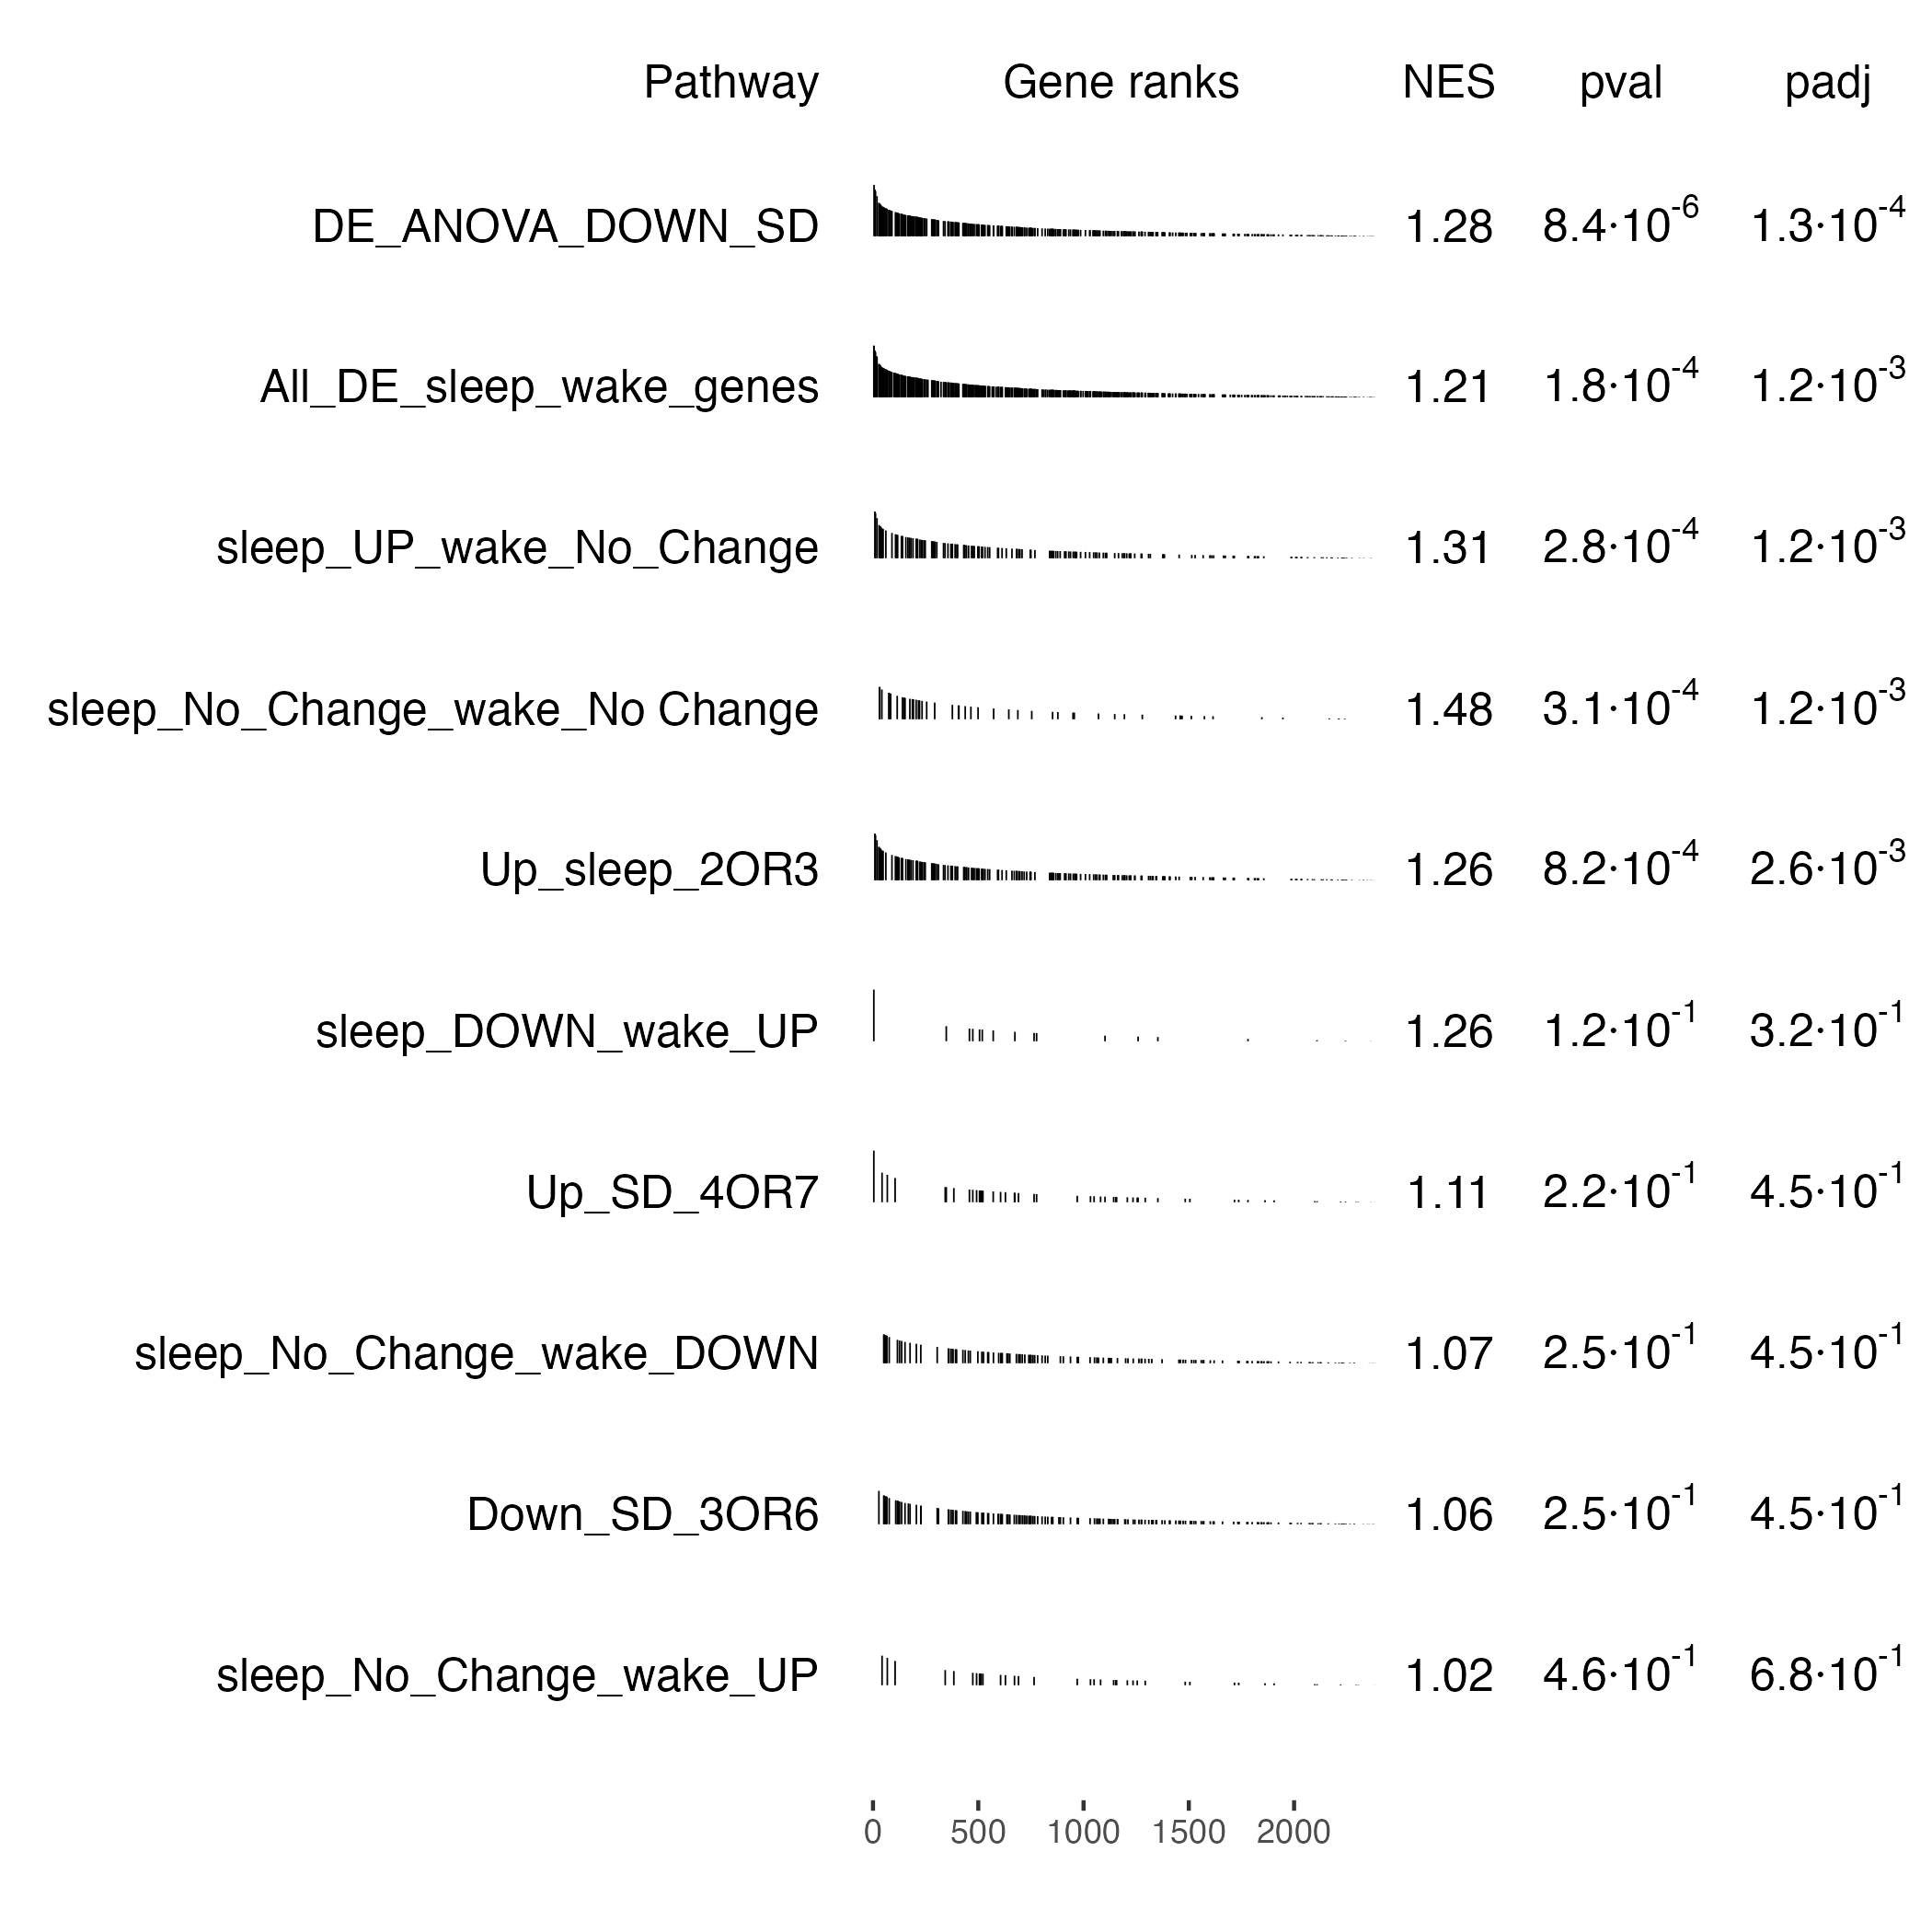 Pathway Gene ranks NES pval padj
DE_ANOVA_DOWN_SD 1.28 8.4·10^-6 1.3·10^-4
All_DE_sleep_wake_genes 1.21 1.8·10^-4 1.2·10^-3
sleep_UP_wake_No_Change 1.31 2.8·10^-4 1.2·10^-3
sleep_No_Change_wake_No Change 1.48 3.1·10^-4 1.2·10^-3
Up_sleep_2OR3 1.26 8.2·10^-4 2.6·10^-3
sleep_DOWN_wake_UP 1.26 1.2·10^-1 3.2·10^-1
Up_SD_4OR7 1.11 2.2·10^-1 4.5·10^-1
sleep_No_Change_wake_DOWN 1.07 2.5·10^-1 4.5·10^-1
Down_SD_3OR6 1.06 2.5·10^-1 4.5·10^-1
sleep_No_Change_wake_UP 1.02 4.6·10^-1 6.8·10^-1
0 500 1000 1500 2000